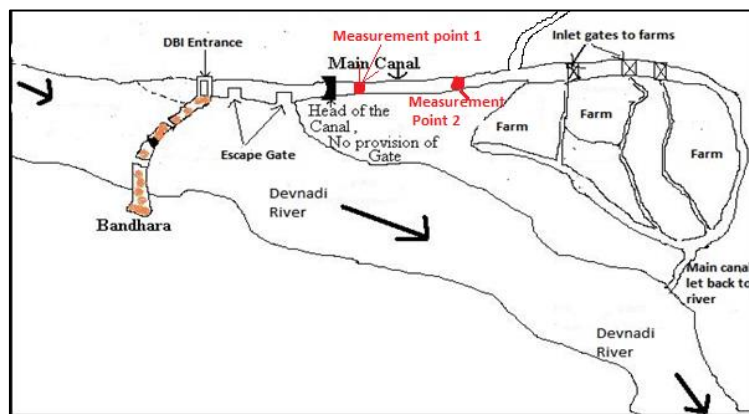 DBI Entrance
Measurement point 1
Main Canal
Inlet gates to farms
Measurement
Point 2
Head of the
Canal ,
No provision of
Gate
Escape Gate
Farm
Farm
Farm
Bandhara
Devnadi
River
Main canal
let back to
river
Devnadi
River